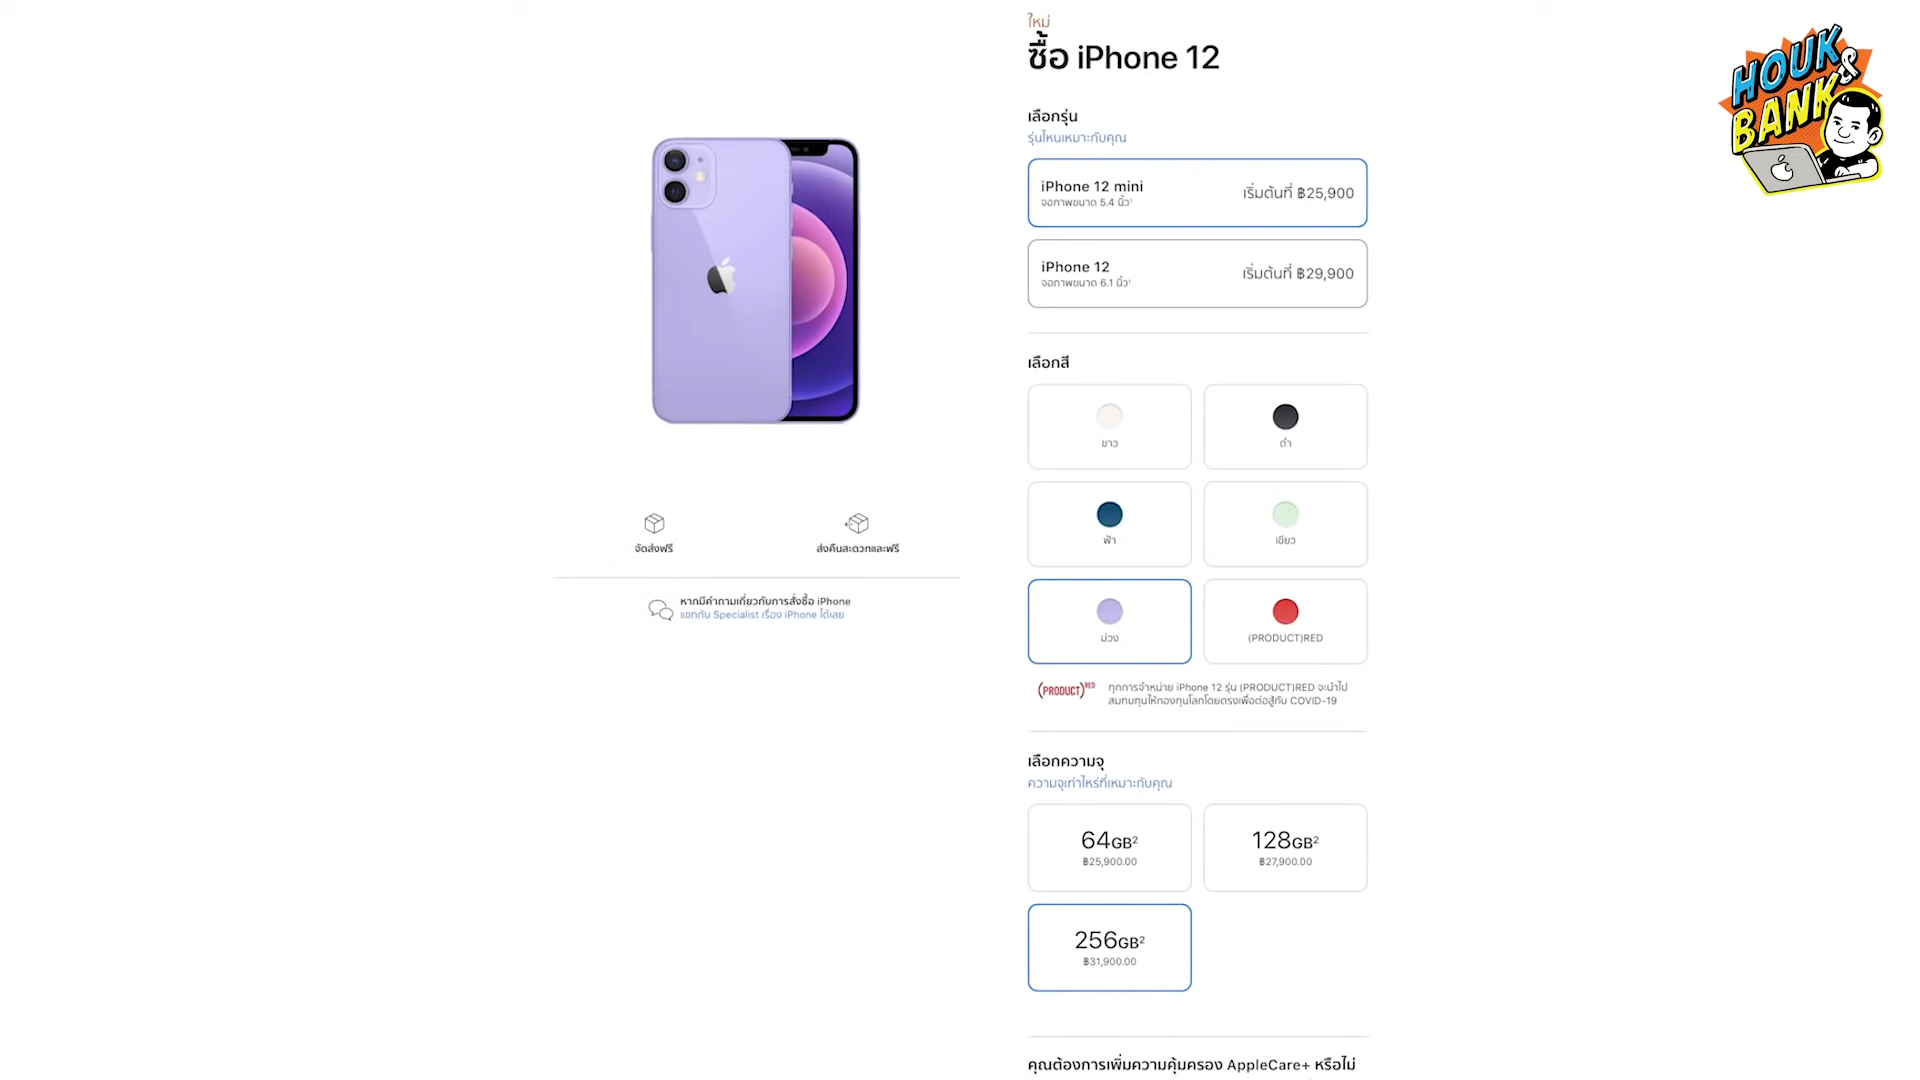 ใหม่
ซื้อ iPhone 12
HOUK &
BANK
เลือกรุ่น
รุ่นไหนเหมาะกับคุณ
iPhone 12 mini
จอภาพขนาด 5.4 นิ้ว¹
เริ่มต้นที่ ฿25,900
iPhone 12
จอภาพขนาด 6.1 นิ้ว¹
เริ่มต้นที่ ฿29,900
เลือกสี
ขาว
ดำ
ฟ้า
เขียว
ม่วง
(PRODUCT)RED
(PRODUCT)RED
ทุกการจำหน่าย iPhone 12 รุ่น (PRODUCT)RED จะนำไป
สมทบทุนให้กองทุนโลกโดยตรงเพื่อต่อสู้กับ COVID-19
จัดส่งฟรี
ส่งคืนสะดวกและฟรี
หากมีคำถามเกี่ยวกับการสั่งซื้อ iPhone
แชทกับ Specialist เรื่อง iPhone ได้เลย
เลือกความจุ
ความจุเท่าไหร่ที่เหมาะกับคุณ
64GB²
฿25,900.00
128GB²
฿27,900.00
256GB²
฿31,900.00
คุณต้องการเพิ่มความคุ้มครอง AppleCare+ หรือไม่